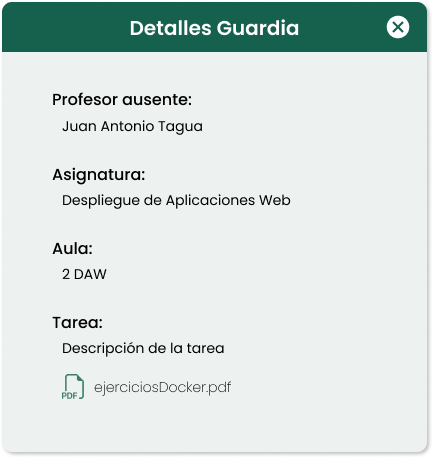 Detalles Guardia
Profesor ausente:
Juan Antonio Tagua
Asignatura:
Despliegue de Aplicaciones Web
Aula:
2 DAW
Tarea:
Descripción de la tarea
PDF ejerciciosDocker.pdf